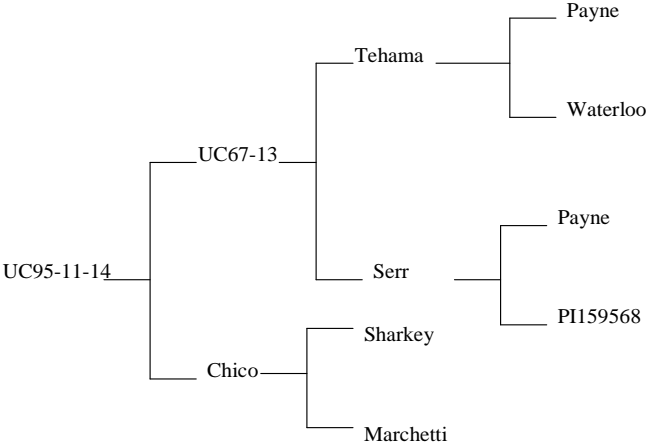 Payne
Tehama
Waterloo
UC67-13
Payne
UC95-11-14
Serr
PI159568
Sharkey
Chico
Marchetti